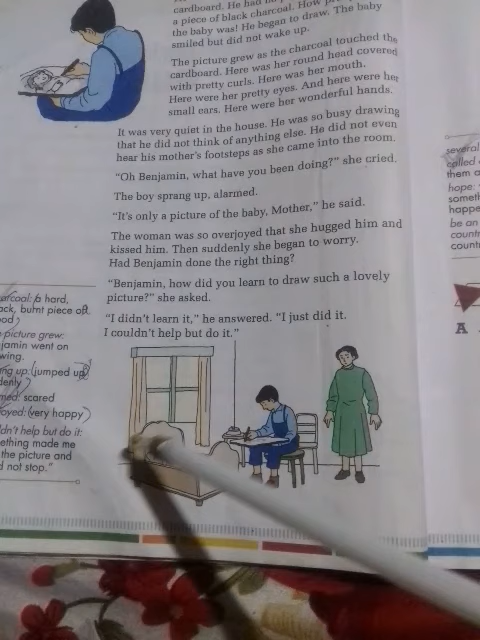 cardboard. He had
a piece of black charcoal. How
the baby was! He began to draw. The baby
smiled but did not wake up.
The picture grew as the charcoal touched the
cardboard. Here was her round head covered
with pretty curls. Here was her mouth.
Here were her pretty eyes. And here were her
small ears. Here were her wonderful hands.
It was very quiet in the house. He was so busy drawing
that he did not think of anything else. He did not even
hear his mother's footsteps as she came into the room.
"Oh Benjamin, what have you been doing?" she cried.
The boy sprang up, alarmed.
"It's only a picture of the baby, Mother," he said.
The woman was so overjoyed that she hugged him and
kissed him. Then suddenly she began to worry.
Had Benjamin done the right thing?
"Benjamin, how did you learn to draw such a lovely
picture?" she asked.
"I didn't learn it," he answered. "I just did it.
I couldn't help but do it."
a hard,
burnt piece of
picture grew:
jamin went on
wing.
up: (jumped up
denly)
med: scared
oyed: (very happy)
ldn't help but do it:
ething made me
the picture and
d not stop."
several
called
them a
hope:
someth
happe
be an
countr
count
A